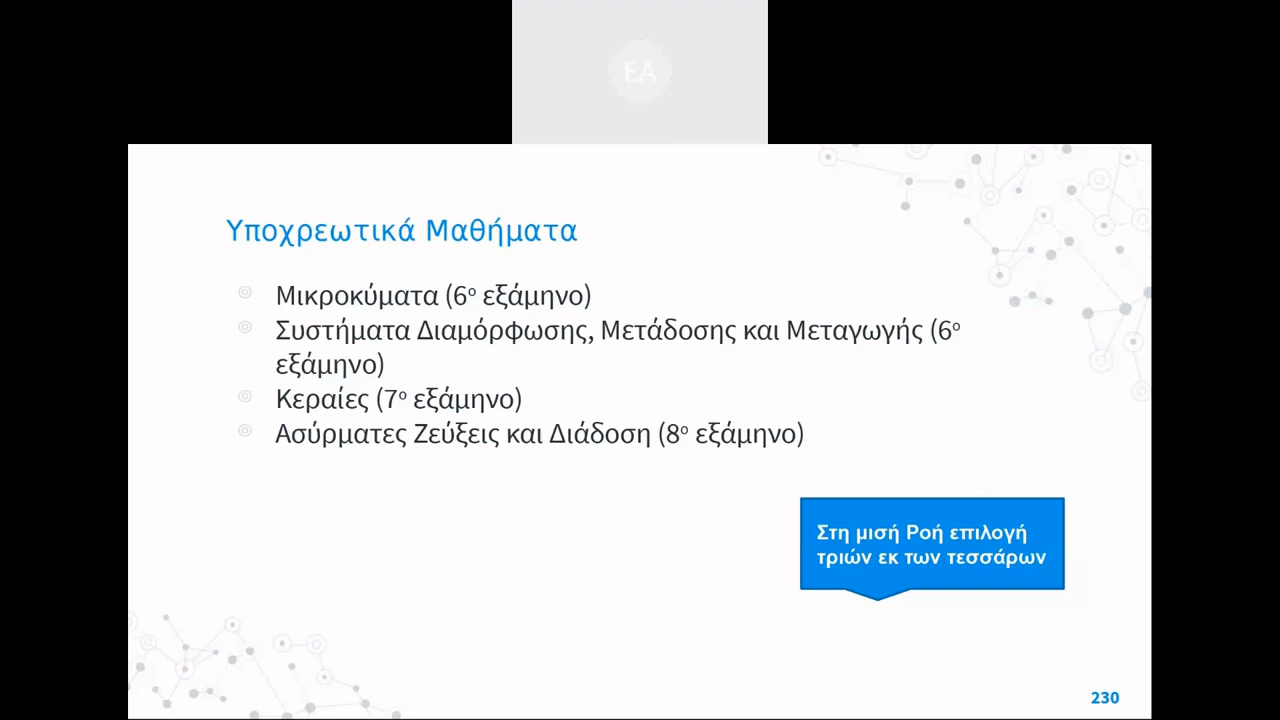 EA
Υποχρεωτικά Μαθήματα
Μικροκύματα (6ο εξάμηνο)
Συστήματα Διαμόρφωσης, Μετάδοσης και Μεταγωγής (6ο
εξάμηνο)
Κεραίες (7ο εξάμηνο)
Ασύρματες Ζεύξεις και Διάδοση (8ο εξάμηνο)
Στη μισή Ροή επιλογή
τριών εκ των τεσσάρων
230